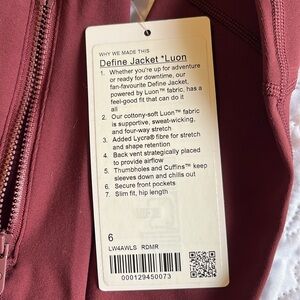 WHY WE MADE THIS
Define Jacket *Luon
1. Whether you're up for adventure
or ready for downtime, our
fan-favourite Define Jacket,
powered by Luon™ fabric, has a
feel-good fit that can do it
all
2. Our cottony-soft Luon™ fabric
is supportive, sweat-wicking,
and four-way stretch
3. Added Lycra® fibre for stretch
and shape retention
4. Back vent strategically placed
to provide airflow
5. Thumbholes and Cuffins™ keep
sleeves down and chills out
6. Secure front pockets
7. Slim fit, hip length
6
LW4AWLS RDMR
000129450073